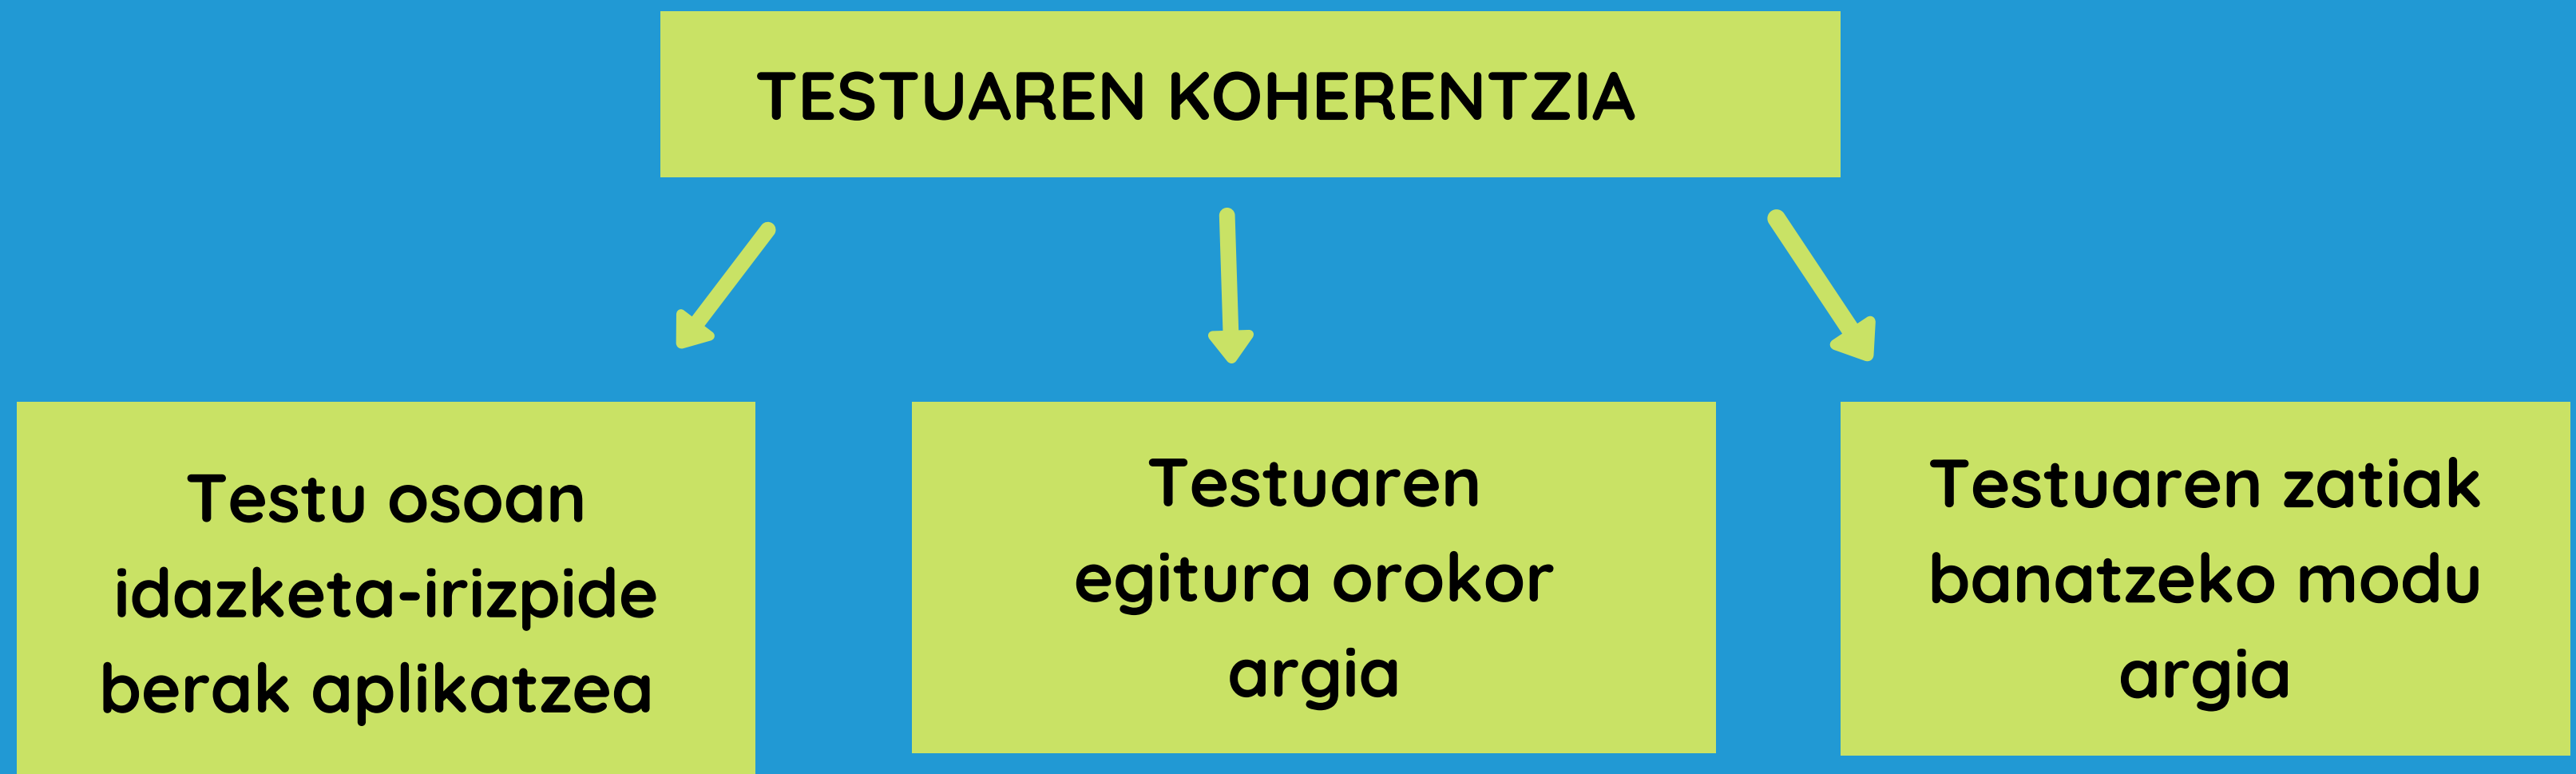 TESTUAREN KOHERENTZIA
Testu osoan
idazketa-irizpide
berak aplikatzea
Testuaren
egitura orokor
argia
Testuaren zatiak
banatzeko modu
argia